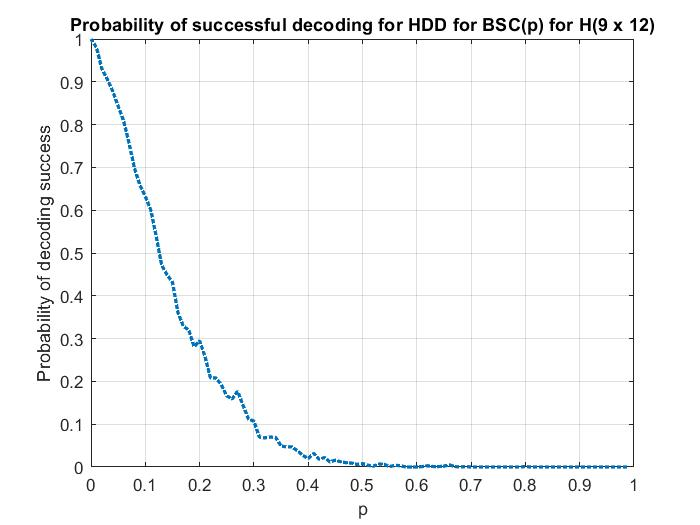 Probability of successful decoding for HDD for BSC(p) for H(9 x 12)
1
0.9
0.8
0.7
0.6
0.5
0.4
0.3
0.2
0.1
0
Probability of decoding success
0 0.1 0.2 0.3 0.4 0.5 0.6 0.7 0.8 0.9 1
p